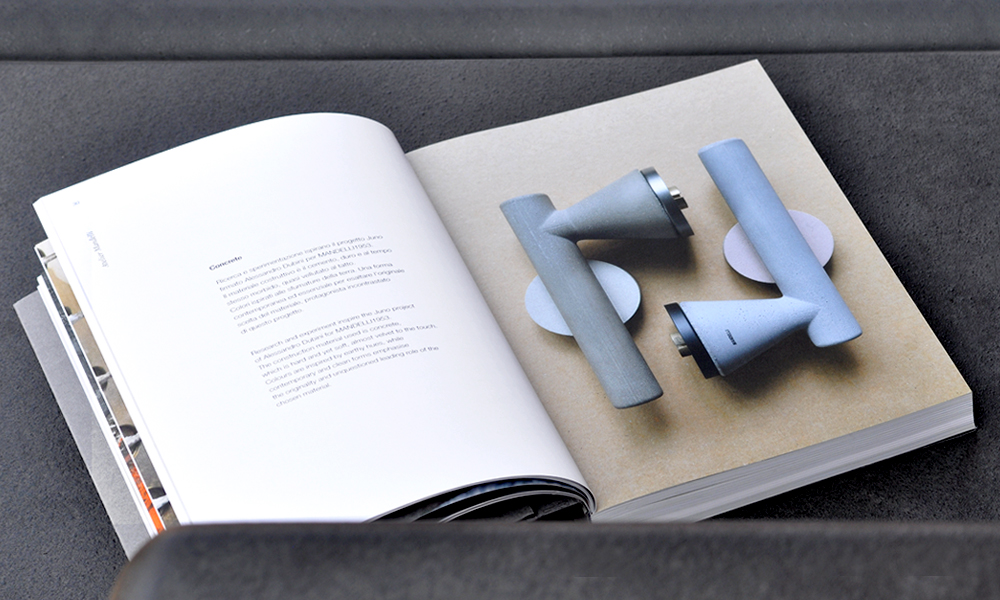 Concrete
Ricerca e sperimentazione ispirano il progetto Juno
firmato Alessandro Dubini per MANDELLI1953.
Il materiale costruttivo è il cemento, duro e al tempo
stesso morbido, quasi vellutato al tatto.
Colori ispirati alle sfumature della terra. Una forma
contemporanea ed essenziale per esaltare l'originale
scelta del materiale, protagonista incontrastato
di questo progetto.
Research and experiment inspire the Juno project
of Alessandro Dubini for MANDELLI1953.
The construction material used is concrete,
which is hard and yet soft, almost velvet to the touch.
Colours are inspired by earthy hues, while
contemporary and clean forms emphasise
the originality and unquestioned leading role of the
chosen material.